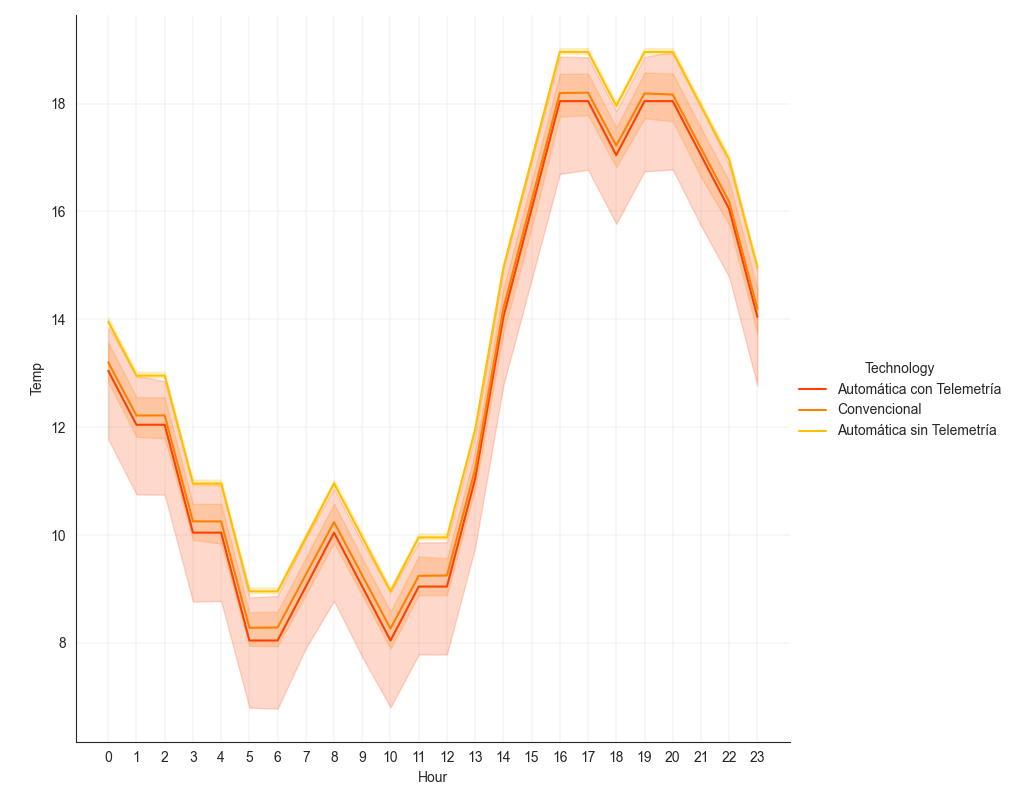 18
16
14
12
10
8
Temp
0 1 2 3 4 5 6 7 8 9 10 11 12 13 14 15 16 17 18 19 20 21 22 23
Hour
Technology
Automática con Telemetría
Convencional
Automática sin Telemetría